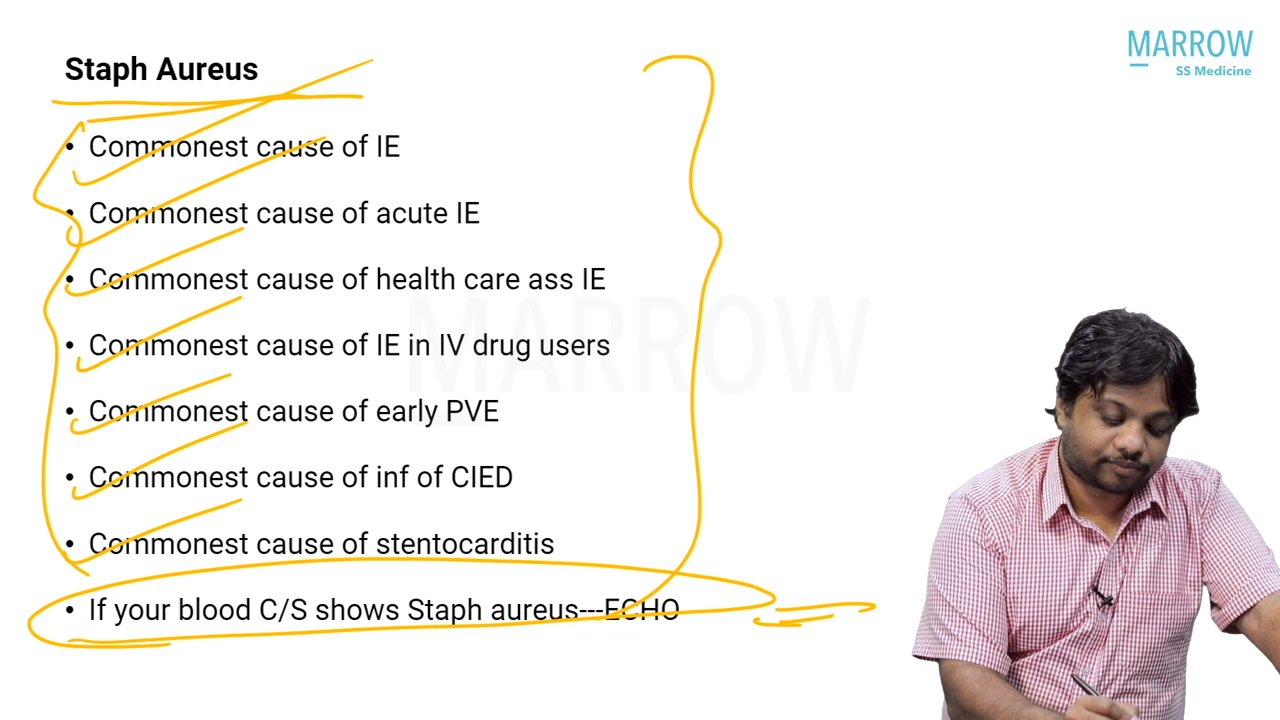 MARROW
SS Medicine
Staph Aureus
• Commonest cause of IE
• Commonest cause of acute IE
• Commonest cause of health care ass IE
• Commonest cause of IE in IV drug users
• Commonest cause of early PVE
• Commonest cause of inf of CIED
• Commonest cause of stentocarditis
• If your blood C/S shows Staph aureus---ECHO
MARROW